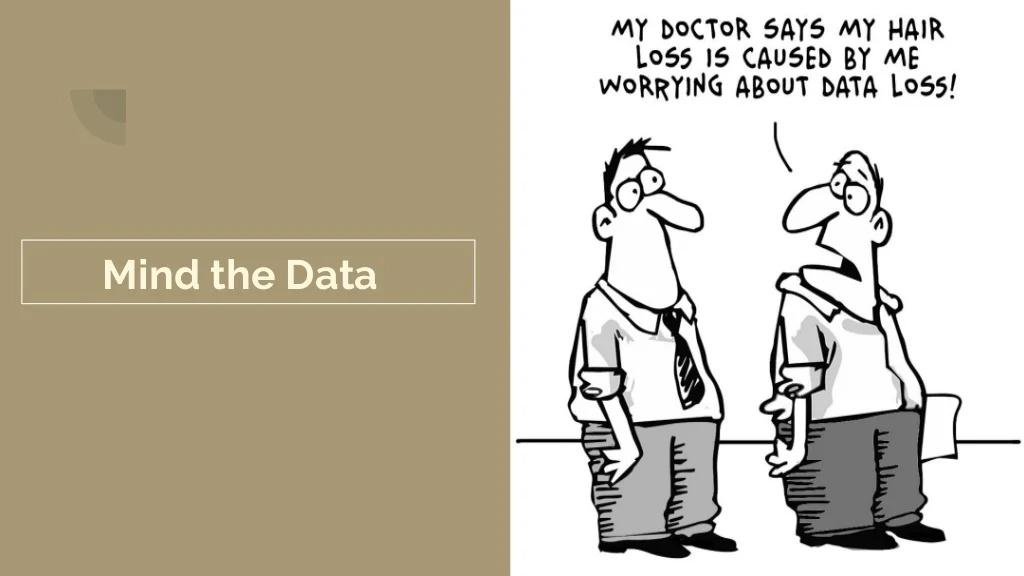 Mind the Data
MY DOCTOR SAYS MY HAIR
LOSS IS CAUSED BY ME
WORRYING ABOUT DATA LOSS!